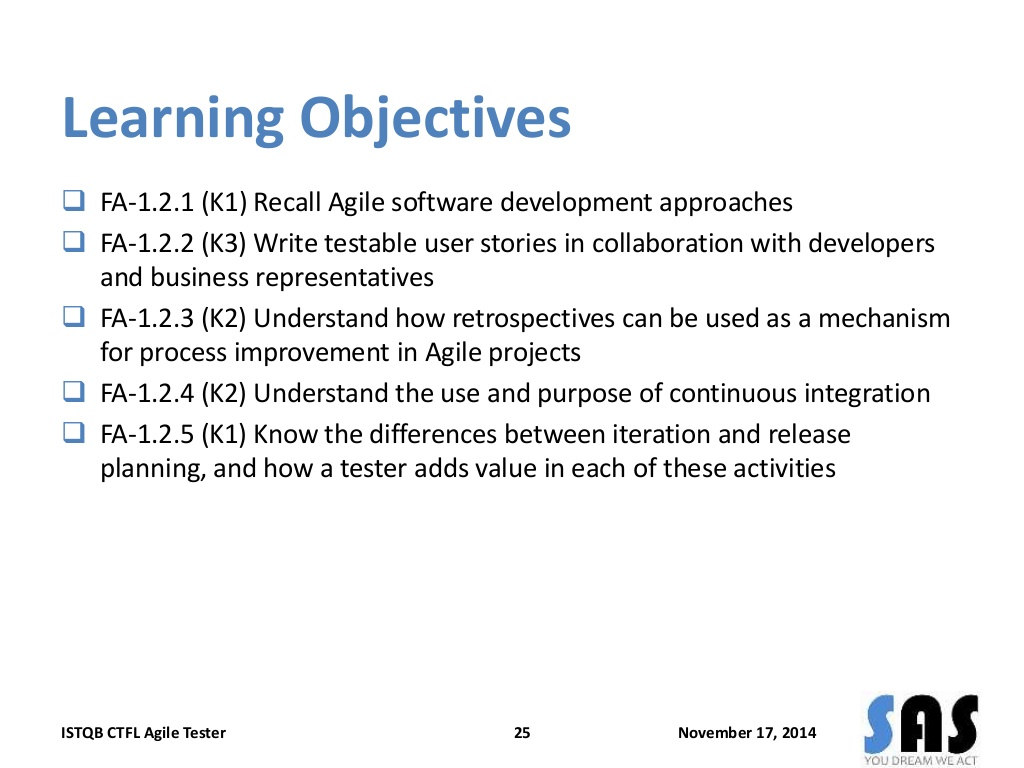 Learning Objectives
FA-1.2.1 (K1) Recall Agile software development approaches
FA-1.2.2 (K3) Write testable user stories in collaboration with developers
and business representatives
FA-1.2.3 (K2) Understand how retrospectives can be used as a mechanism
for process improvement in Agile projects
FA-1.2.4 (K2) Understand the use and purpose of continuous integration
FA-1.2.5 (K1) Know the differences between iteration and release
planning, and how a tester adds value in each of these activities
ISTQB CTFL Agile Tester
25
November 17, 2014
SAS
YOU DREAM WE ACT